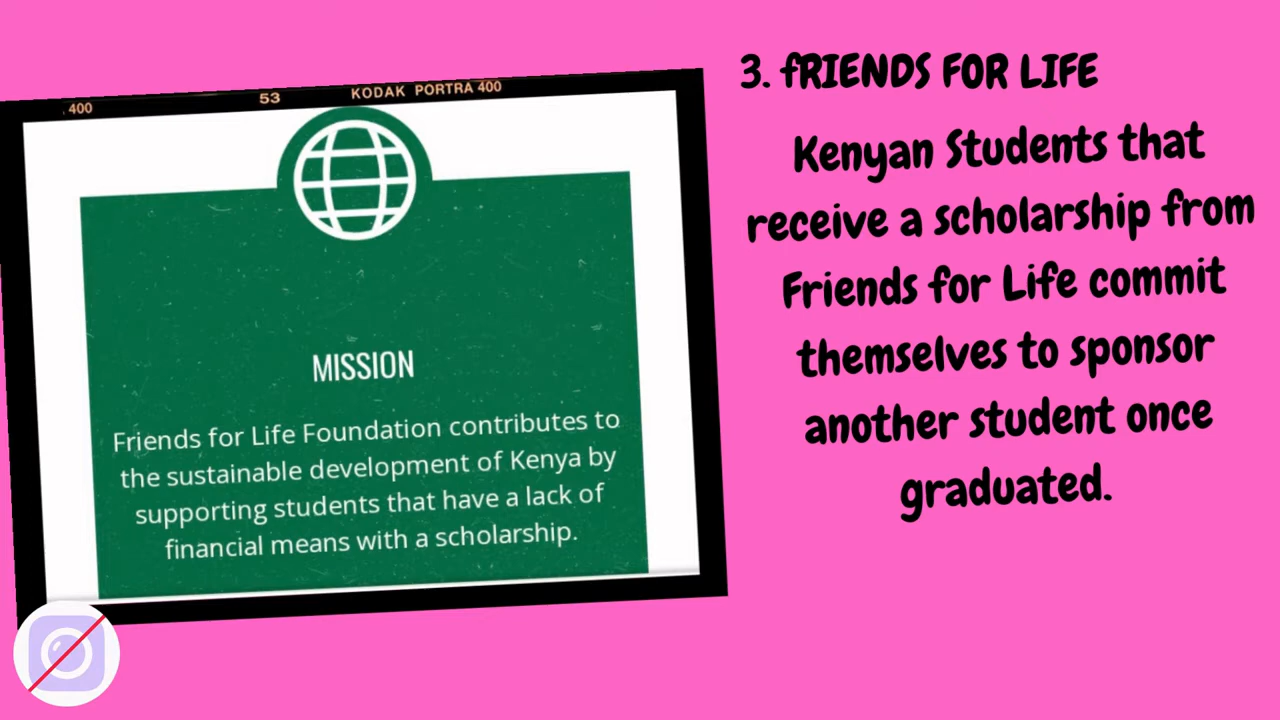 400
53
KODAK PORTRA 400
MISSION
Friends for Life Foundation contributes to
the sustainable development of Kenya by
supporting students that have a lack of
financial means with a scholarship.
3. fRIENDS FOR LIFE
Kenyan Students that
receive a scholarship from
Friends for Life commit
themselves to sponsor
another student once
graduated.